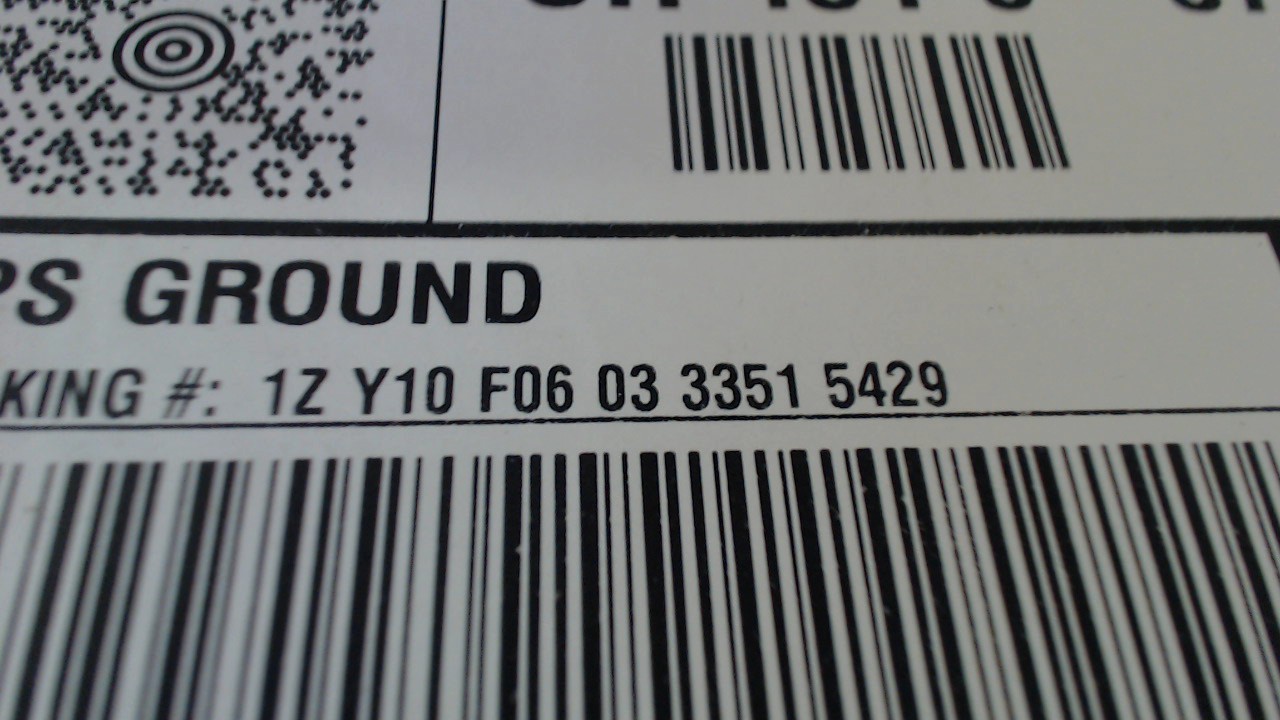 PS GROUND
KING #: 1Z Y10 F06 03 3351 5429